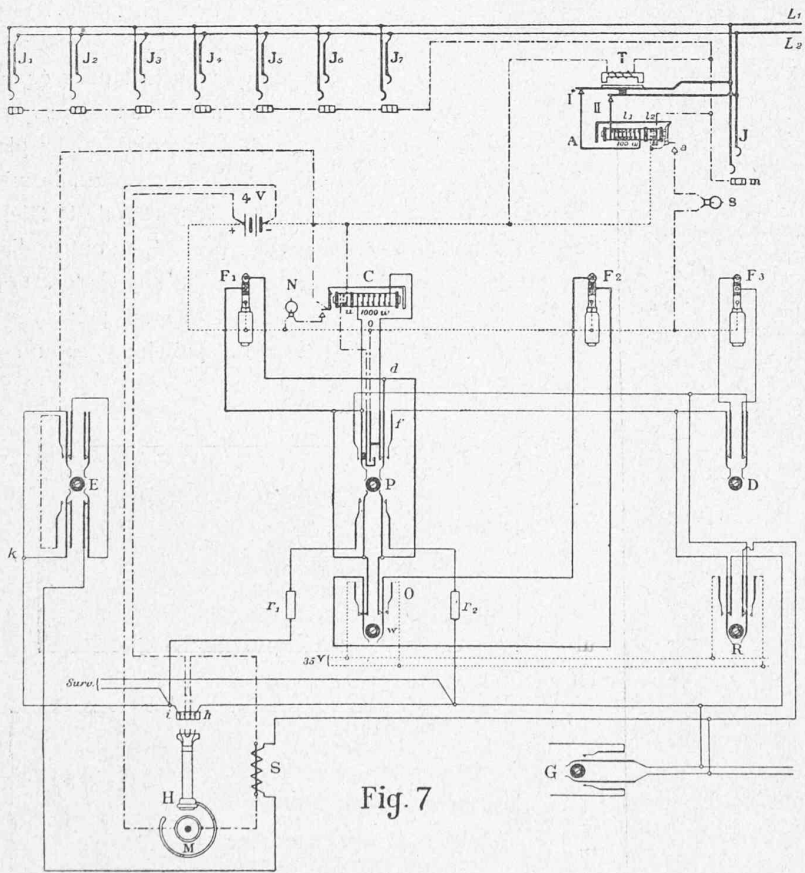 L1
L2
J1 J2 J3 J4 J5 J6 J7
T
I
II
l1 l2
A
100 ω
u
a
J
m
S
4 V
+ -
F1
N
C
u 1000 ω
o
F2
F3
d
f
E
P
D
k
r1
O
r2
w
R
35 V
Surv.
i h
S
H
M
G
Fig. 7